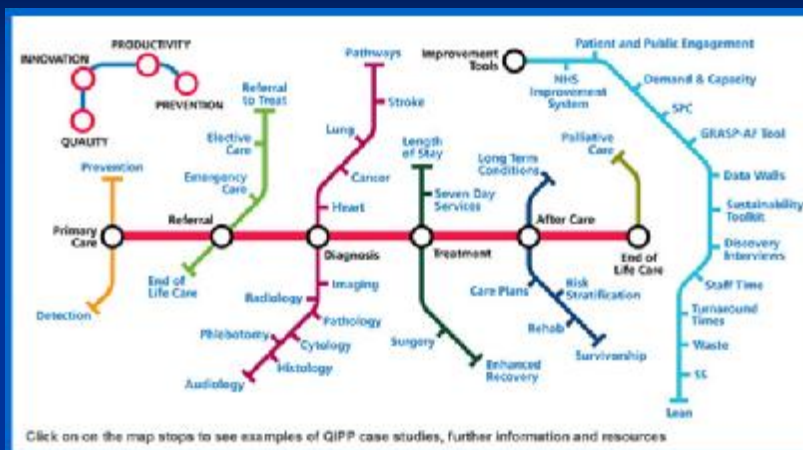 INNOVATION
PRODUCTIVITY
PREVENTION
QUALITY
Prevention
Primary
Care
Detection
Referral
to Treat
Elective
Care
Emergency
Care
Referral
End of
Life Care
Pathways
Stroke
Lung
Cancer
Heart
Diagnosis
Imaging
Radiology
Pathology
Phlebotomy
Cytology
Histology
Audiology
Length
of Stay
Seven Day
Services
Treatment
Surgery
Enhanced
Recovery
Long Term
Conditions
After Care
Care Plans
Risk
Stratification
Rehab
Survivorship
Palliative
Care
End of
Life Care
Improvement
Tools
Patient and Public Engagement
NHS
Improvement
System
Demand & Capacity
SPC
GRASP-AF Tool
Data Walls
Sustainability
Toolkit
Discovery
Interviews
Staff Time
Turnaround
Times
Waste
Lean
Click on on the map stops to see examples of QIPP case studies, further information and resources